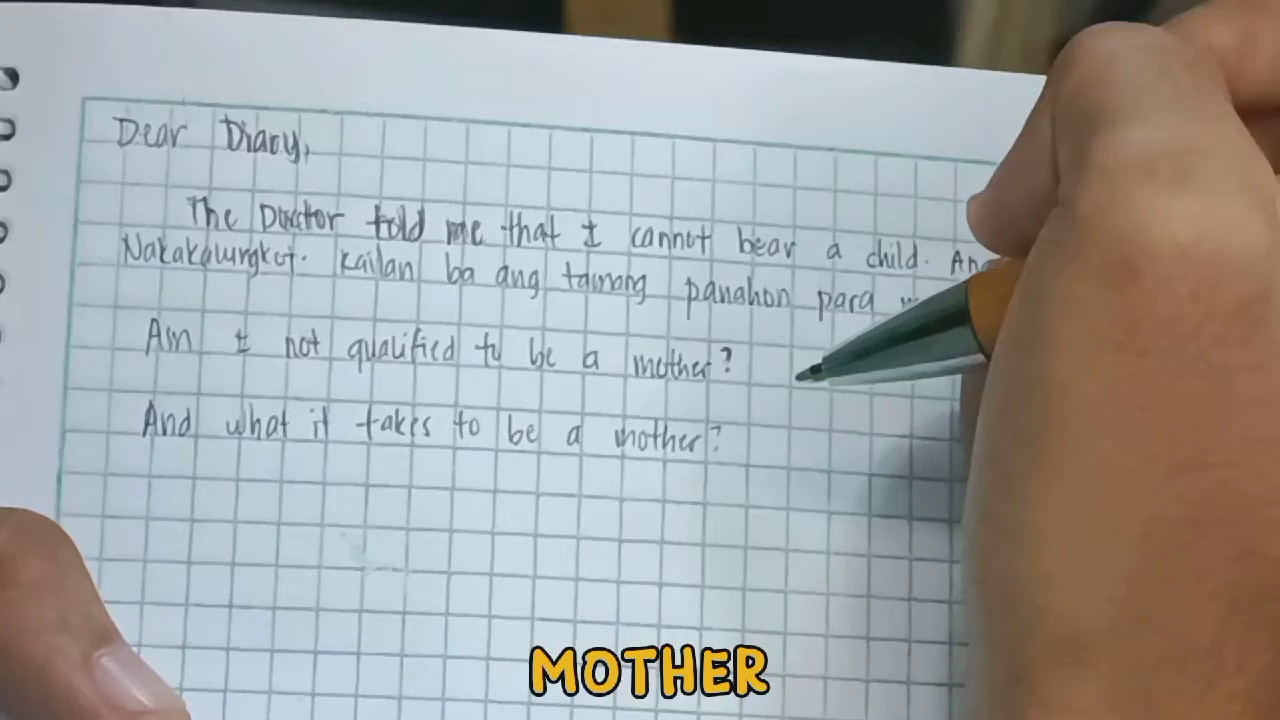 Dear Diary,
The Doctor told me that I cannot bear a child.
Nakakalungkot. kailan ba ang tamang panahon para
Am I not qualified to be a mother?
And what it takes to be a mother?
MOTHER